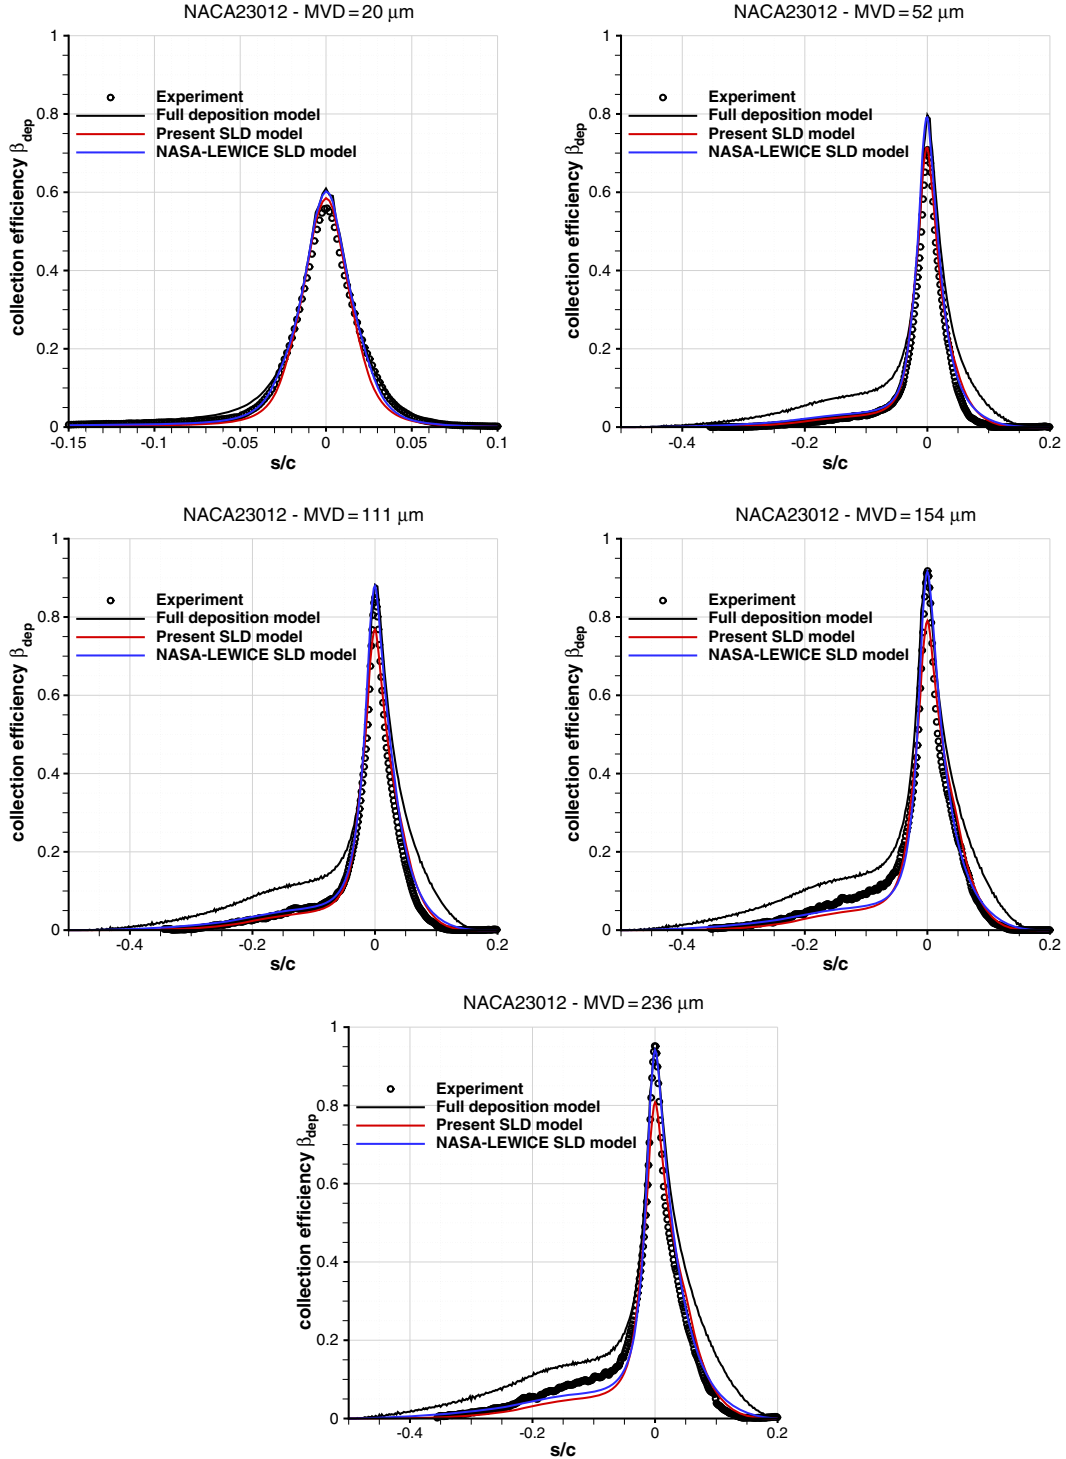 NACA23012 - MVD=20 μm
1
0.8
0.6
0.4
0.2
0
collection efficiency βdep
Experiment
Full deposition model
Present SLD model
NASA-LEWICE SLD model
-0.15 -0.1 -0.05 0 0.05 0.1
s/c
NACA23012 - MVD=52 μm
1
0.8
0.6
0.4
0.2
0
collection efficiency βdep
Experiment
Full deposition model
Present SLD model
NASA-LEWICE SLD model
-0.4 -0.2 0 0.2
s/c
NACA23012 - MVD=111 μm
1
0.8
0.6
0.4
0.2
0
collection efficiency βdep
Experiment
Full deposition model
Present SLD model
NASA-LEWICE SLD model
-0.4 -0.2 0 0.2
s/c
NACA23012 - MVD=154 μm
1
0.8
0.6
0.4
0.2
0
collection efficiency βdep
Experiment
Full deposition model
Present SLD model
NASA-LEWICE SLD model
-0.4 -0.2 0 0.2
s/c
NACA23012 - MVD=236 μm
1
0.8
0.6
0.4
0.2
0
collection efficiency βdep
Experiment
Full deposition model
Present SLD model
NASA-LEWICE SLD model
-0.4 -0.2 0 0.2
s/c